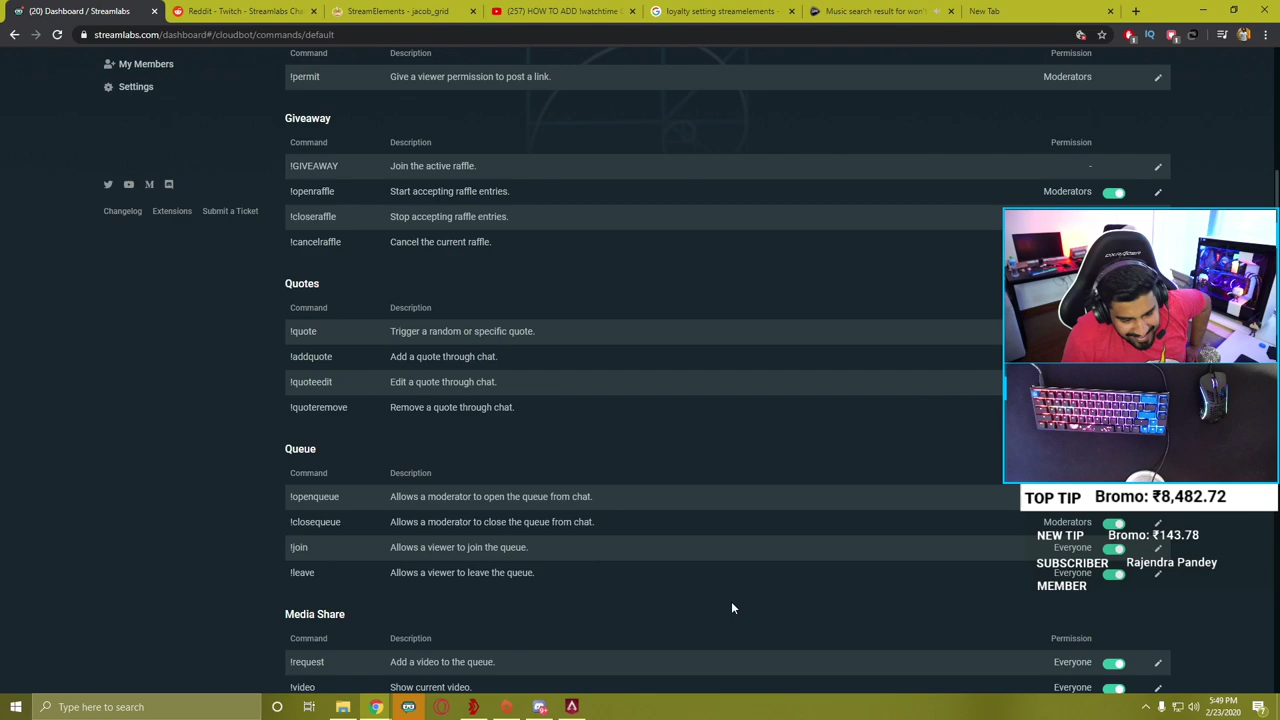 (20) Dashboard | Streamlabs
Reddit - Twitch - Streamlabs Cha
StreamElements - jacob_grid
(257) HOW TO ADD !watchtime C
loyalty setting streamelements -
Music search result for won't
New Tab
streamlabs.com/dashboard#/cloudbot/commands/default
My Members
Settings
Changelog Extensions Submit a Ticket
Command Description Permission
!permit Give a viewer permission to post a link. Moderators
Giveaway
Command Description Permission
!GIVEAWAY Join the active raffle. -
!openraffle Start accepting raffle entries. Moderators
!closeraffle Stop accepting raffle entries.
!cancelraffle Cancel the current raffle.
Quotes
Command Description
!quote Trigger a random or specific quote.
!addquote Add a quote through chat.
!quoteedit Edit a quote through chat.
!quoteremove Remove a quote through chat.
Queue
Command Description
!openqueue Allows a moderator to open the queue from chat.
!closequeue Allows a moderator to close the queue from chat. Moderators
!join Allows a viewer to join the queue. Everyone
!leave Allows a viewer to leave the queue. Everyone
Media Share
Command Description Permission
!request Add a video to the queue. Everyone
!video Show current video. Everyone
DXRACER
TOP TIP Bromo: ₹8,482.72
NEW TIP Bromo: ₹143.78
SUBSCRIBER Rajendra Pandey
MEMBER
Type here to search
5:49 PM
2/23/2020